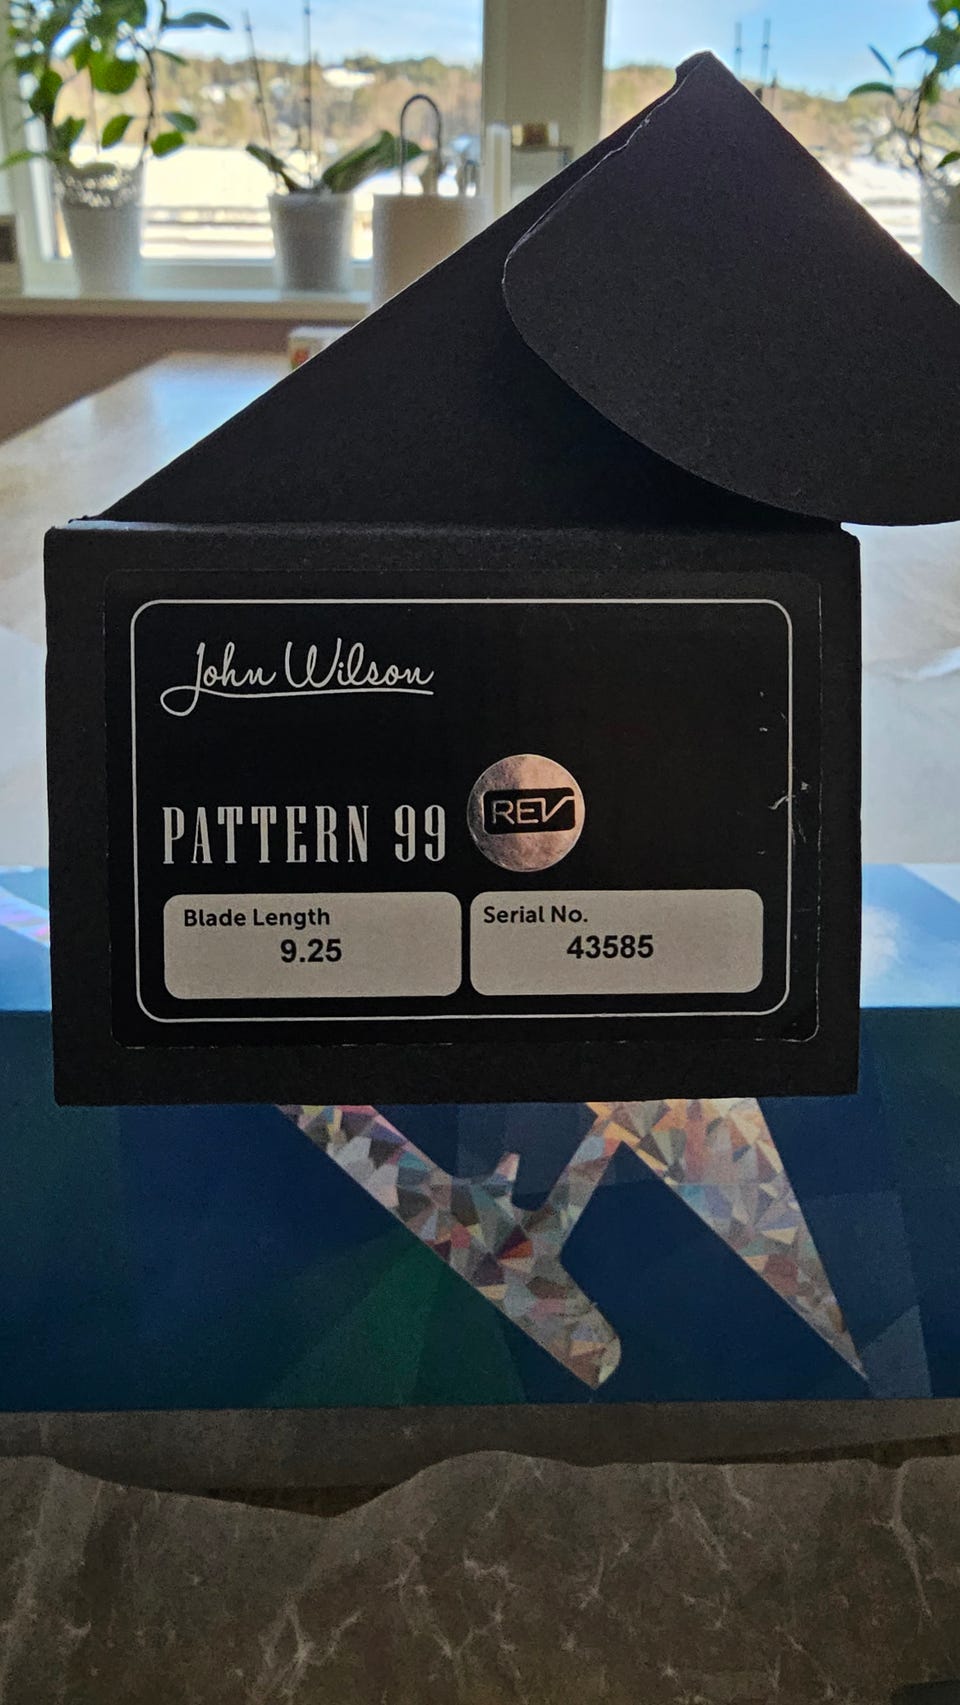 John Wilson
PATTERN 99 REV
Blade Length
9.25
Serial No.
43585